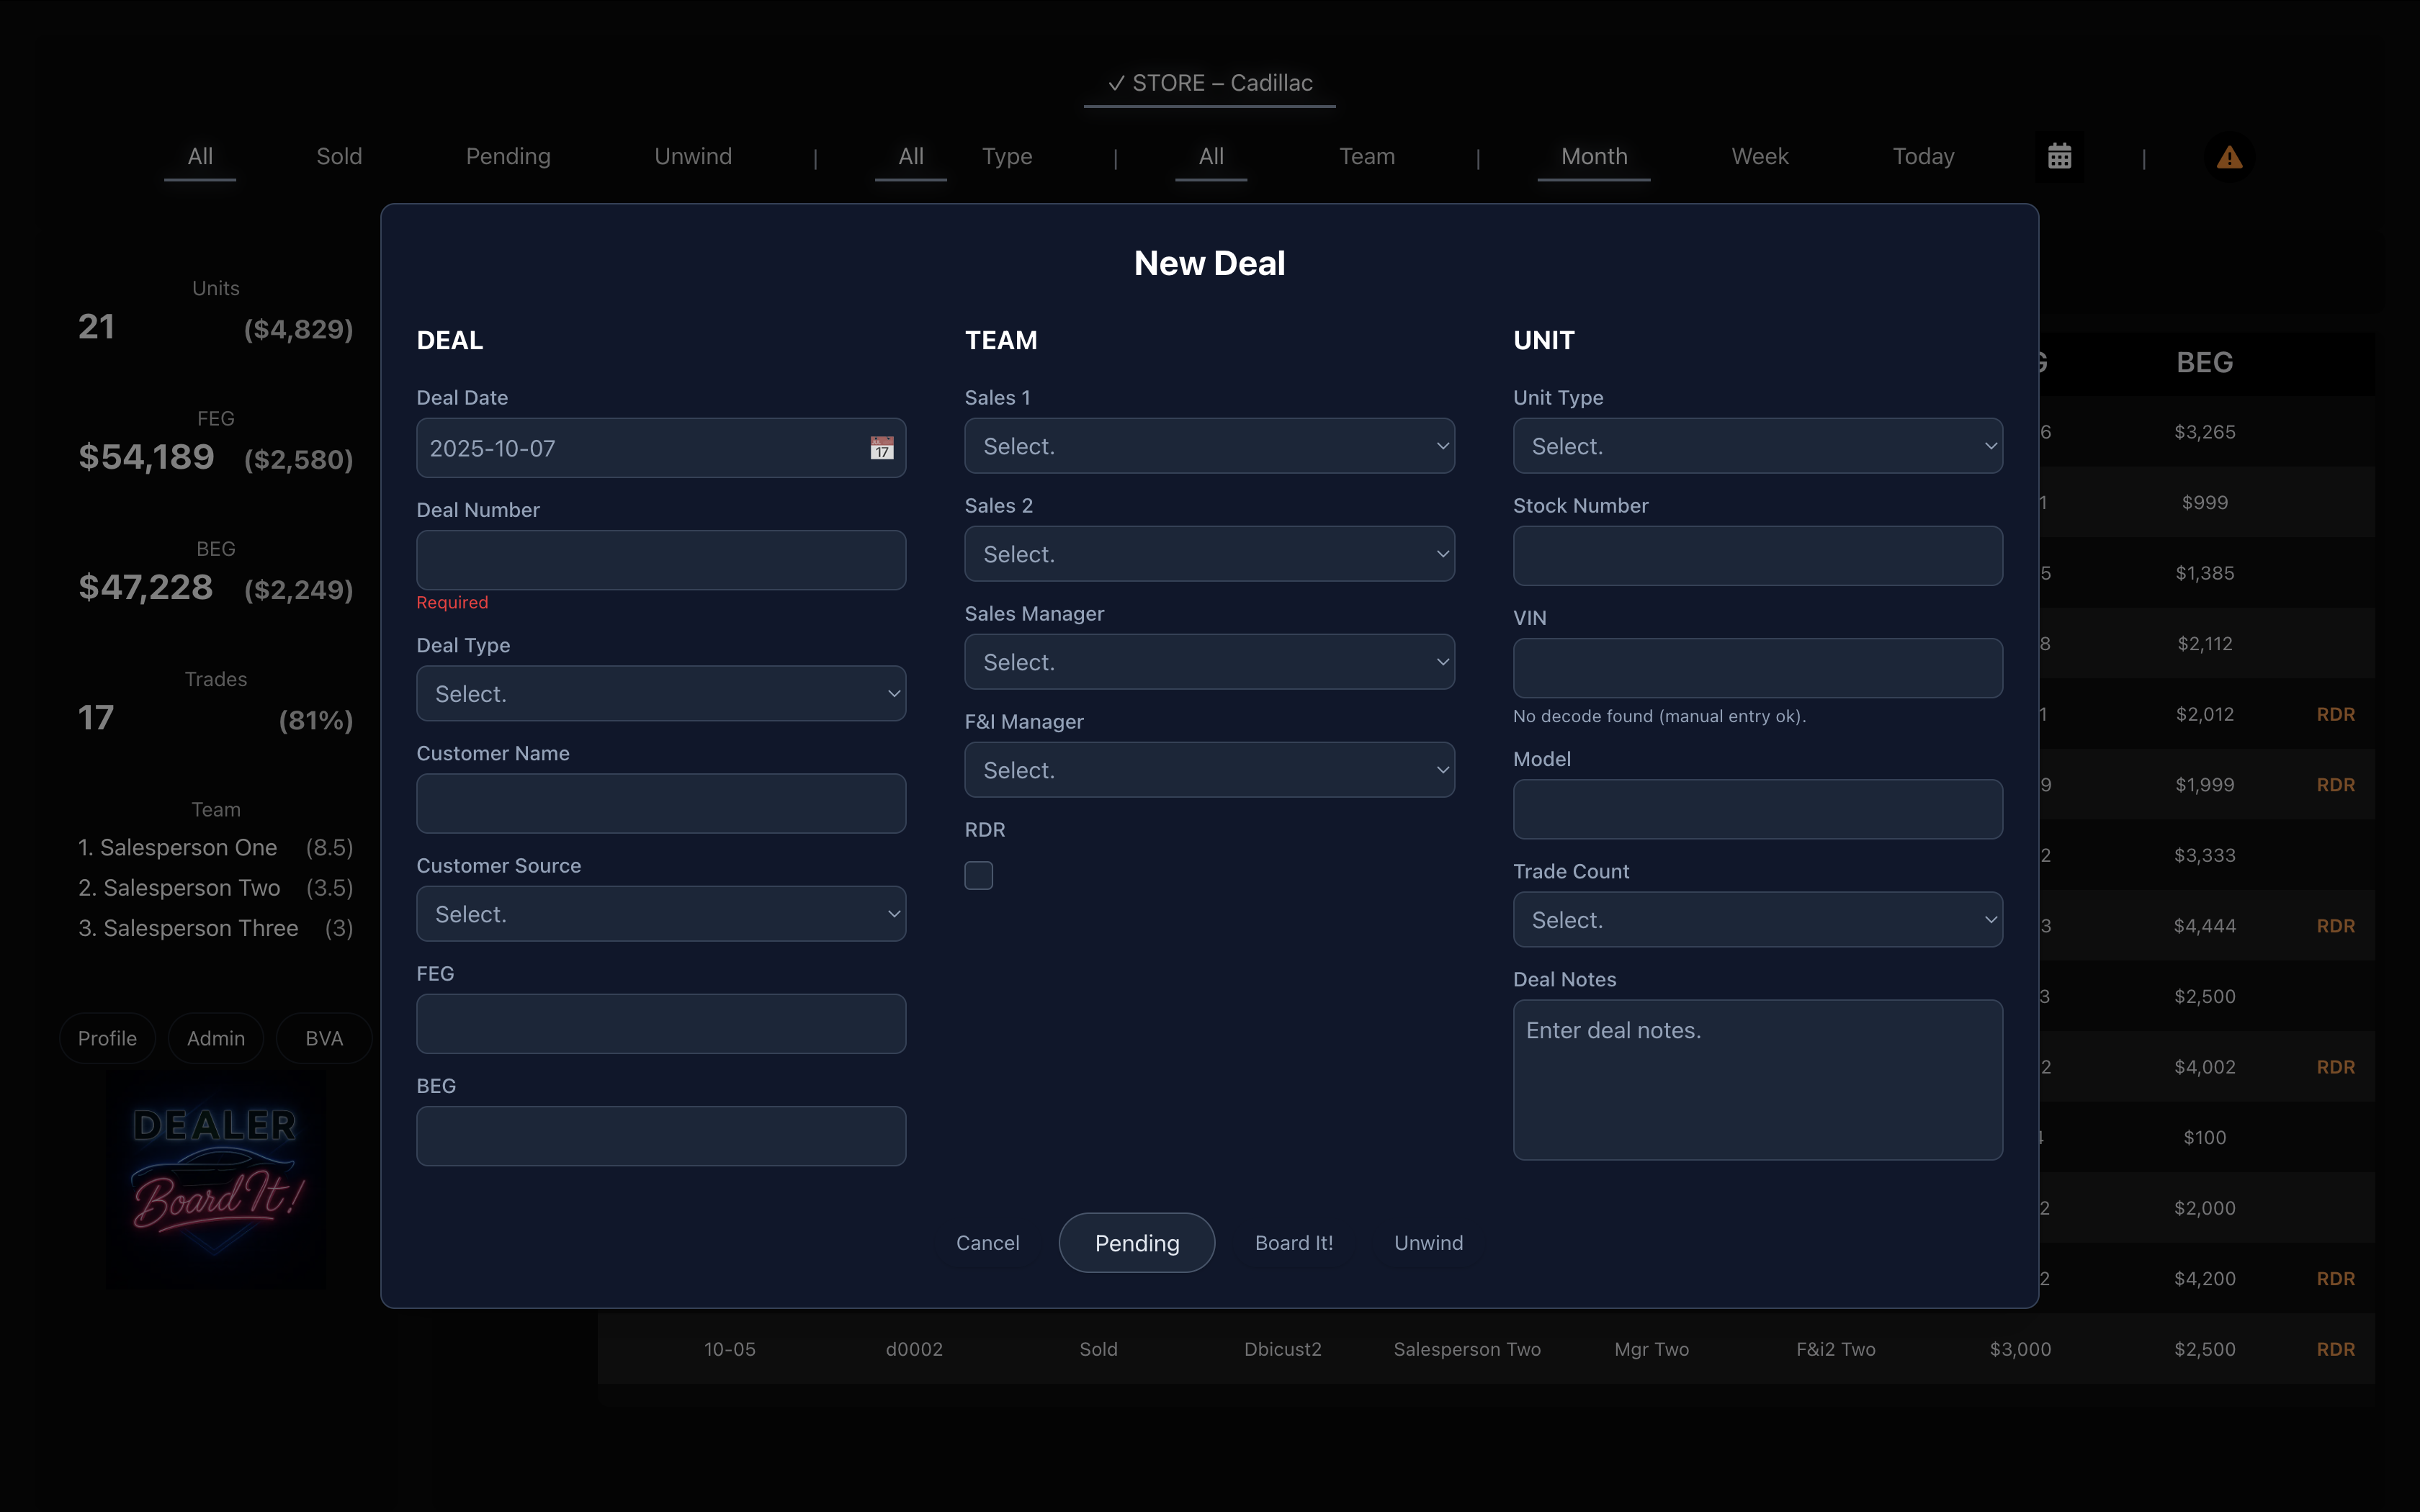 ✓ STORE – Cadillac
All Sold Pending Unwind | All Type | All Team | Month Week Today |
Units
21 ($4,829)
FEG
$54,189 ($2,580)
BEG
$47,228 ($2,249)
Trades
17 (81%)
Team
1. Salesperson One (8.5)
2. Salesperson Two (3.5)
3. Salesperson Three (3)
Profile Admin BVA
DEALER
Board It!
New Deal
DEAL
Deal Date
2025-10-07
17
Deal Number
Required
Deal Type
Select.
Customer Name
Customer Source
Select.
FEG
BEG
TEAM
Sales 1
Select.
Sales 2
Select.
Sales Manager
Select.
F&I Manager
Select.
RDR
UNIT
Unit Type
Select.
Stock Number
VIN
No decode found (manual entry ok).
Model
Trade Count
Select.
Deal Notes
Enter deal notes.
Cancel Pending Board It! Unwind
BEG
6 $3,265
1 $999
5 $1,385
8 $2,112
1 $2,012 RDR
9 $1,999 RDR
2 $3,333
3 $4,444 RDR
3 $2,500
2 $4,002 RDR
$100
2 $2,000
2 $4,200 RDR
10-05 d0002 Sold Dbicust2 Salesperson Two Mgr Two F&i2 Two $3,000 $2,500 RDR